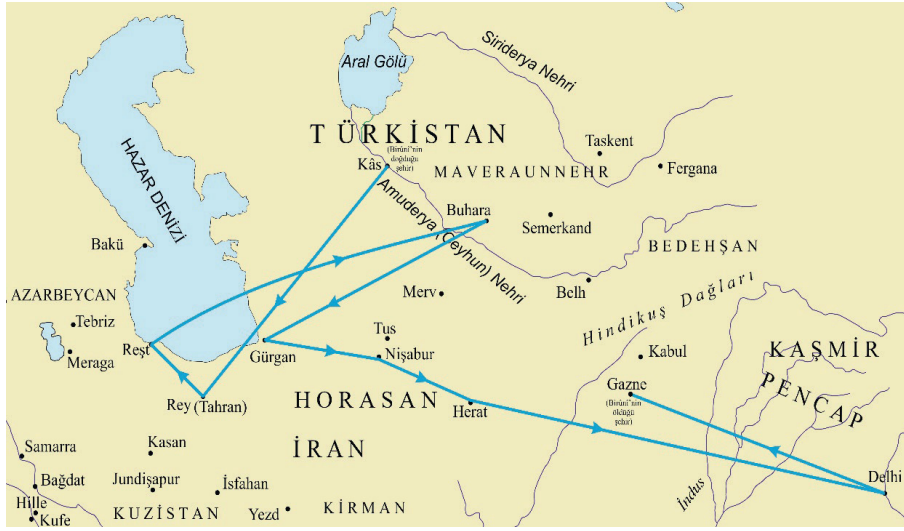 Aral Gölü
Siriderya Nehri
HAZAR DENİZİ
TÜRKİSTAN
(Birûnî'nin
doğduğu
şehir)
Kâs
Taskent
MAVERAUNNEHR
Fergana
Amuderya (Ceyhun) Nehri
Buhara
Semerkand
Bakü
BEDEHŞAN
Merv
Belh
AZARBEYCAN
Hindikuş Dağları
Tebriz
Tus
Reşt
Gürgan
Meraga
Nişabur
Kabul
KAŞMİR
PENCAP
Gazne
(Birûnî'nin
öldüğü
şehir)
Rey (Tahran)
HORASAN
Herat
İRAN
Samarra
Kasan
Bağdat
Jundişapur
İsfahan
Delhi
İndus
Hille
Kufe
KUZİSTAN
Yezd
KİRMAN